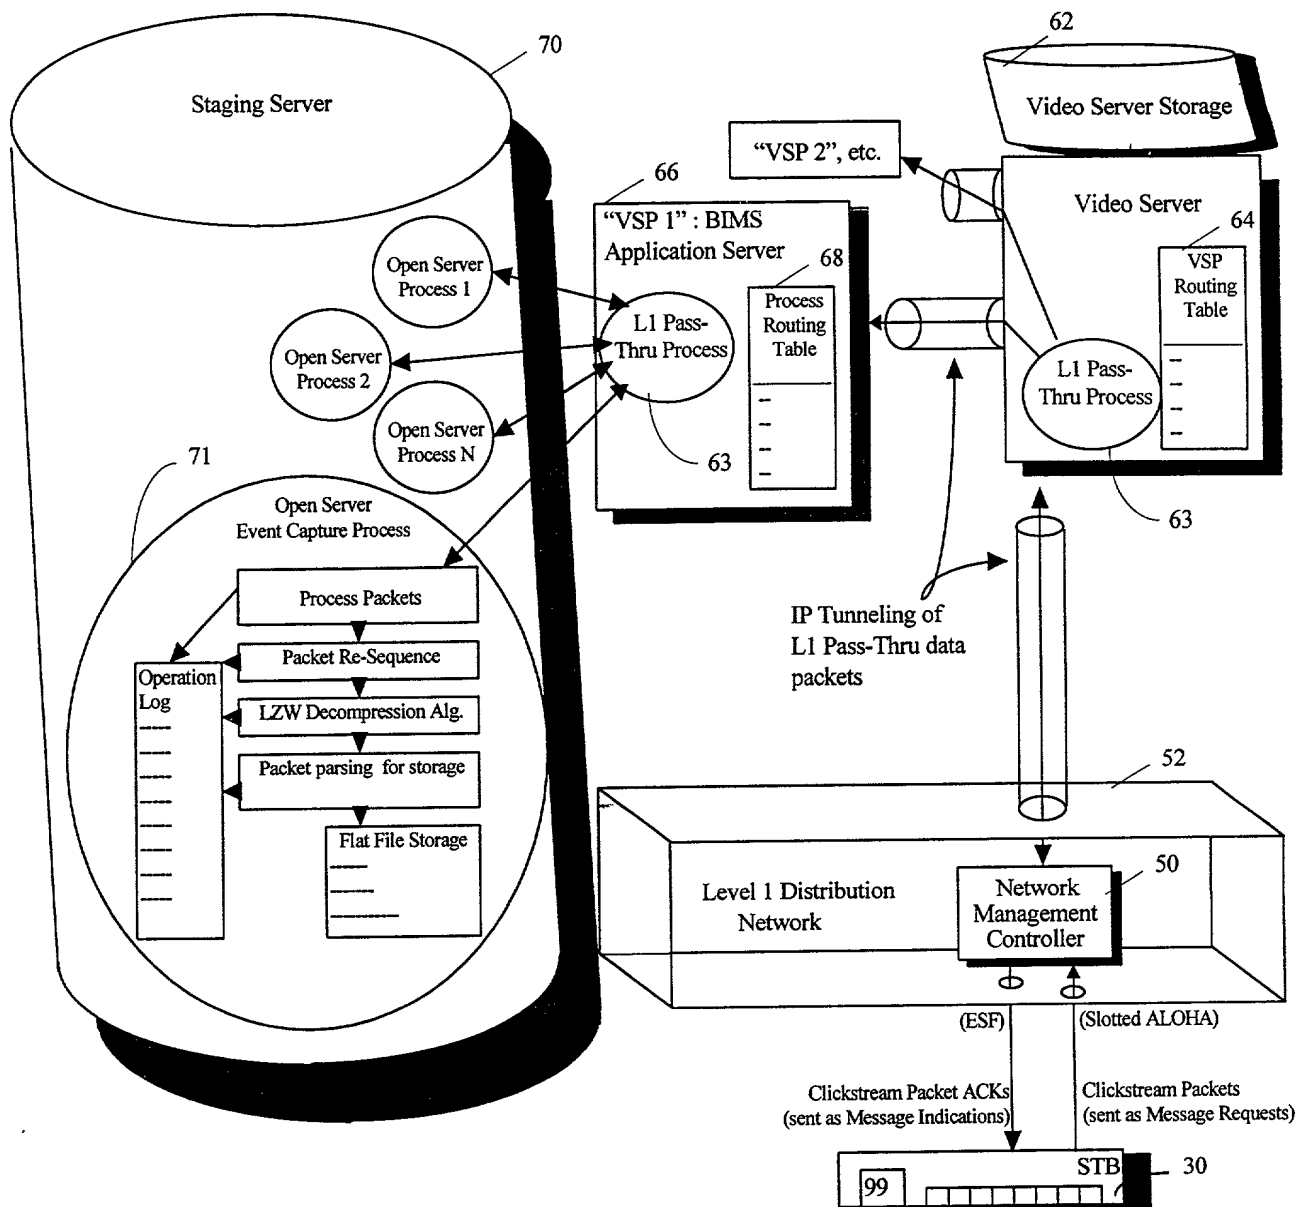 70
Staging Server
62
Video Server Storage
"VSP 2", etc.
66
"VSP 1" : BIMS
Application Server
68
Process
Routing
Table
L1 Pass-
Thru Process
63
Video Server
64
VSP
Routing
Table
L1 Pass-
Thru Process
63
Open Server
Process 1
Open Server
Process 2
Open Server
Process N
71
Open Server
Event Capture Process
Process Packets
Packet Re-Sequence
LZW Decompression Alg.
Packet parsing for storage
Operation
Log
Flat File Storage
IP Tunneling of
L1 Pass-Thru data
packets
52
Level 1 Distribution
Network
50
Network
Management
Controller
(ESF)
(Slotted ALOHA)
Clickstream Packet ACKs
(sent as Message Indications)
Clickstream Packets
(sent as Message Requests)
STB
30
99